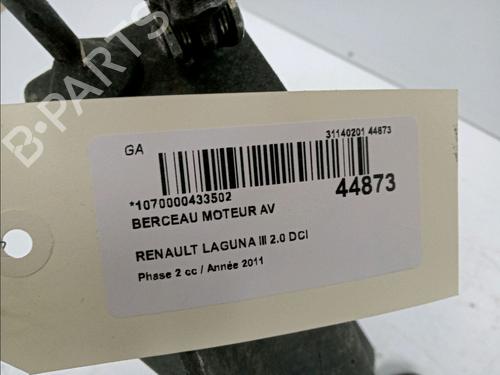 B-PARTS
GA
31140201 44873
*1070000433502
44873
BERCEAU MOTEUR AV
RENAULT LAGUNA III 2.0 DCI
Phase 2 cc / Année 2011